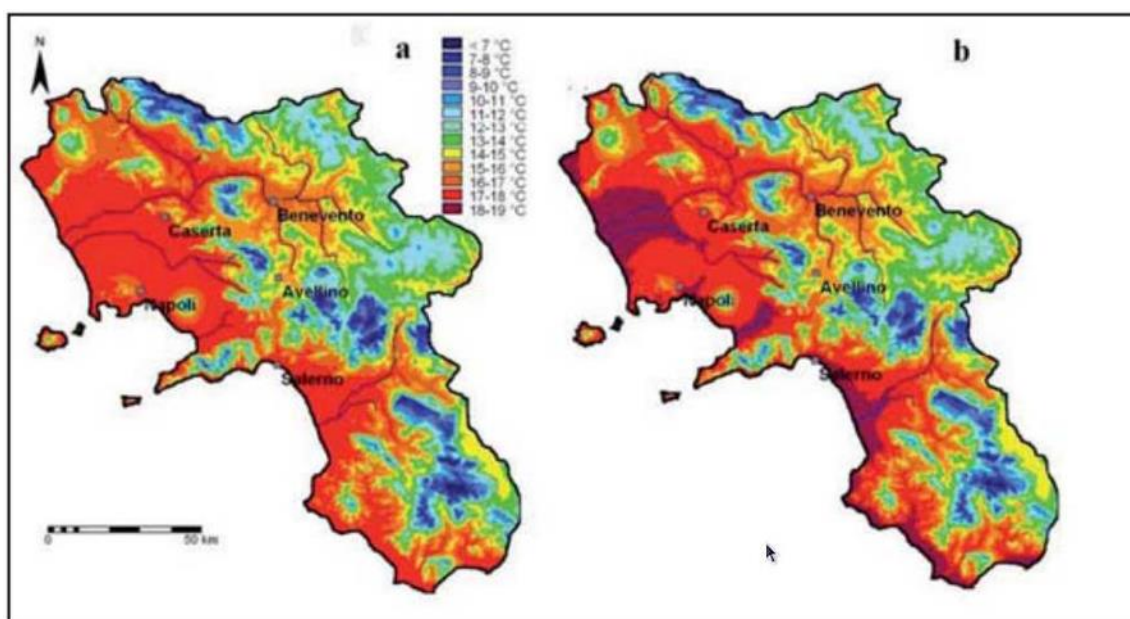 N
a
< 7 °C
7-8 °C
8-9 °C
9-10 °C
10-11 °C
11-12 °C
12-13 °C
13-14 °C
14-15 °C
15-16 °C
16-17 °C
17-18 °C
18-19 °C
Benevento
Caserta
Avellino
Napoli
Salerno
0 50 km
b
Benevento
Caserta
Avellino
Napoli
Salerno